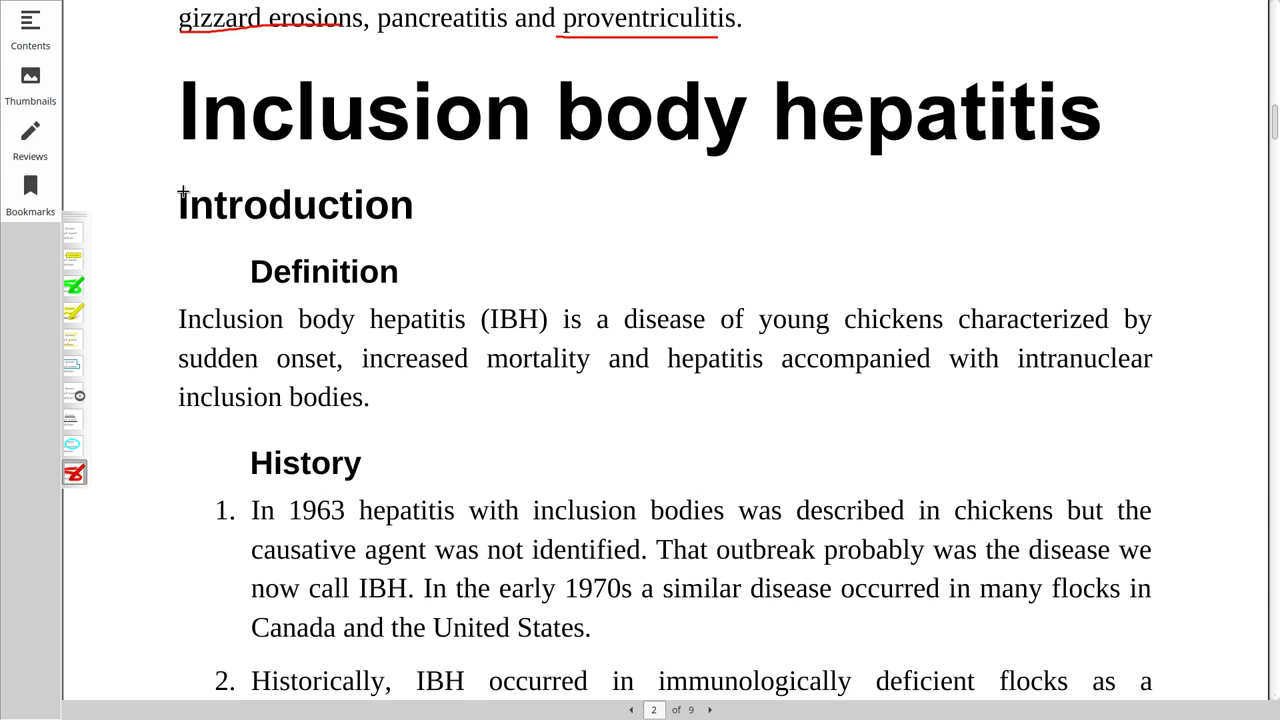 gizzard erosions, pancreatitis and proventriculitis.
Contents
Thumbnails
Reviews
Bookmarks
Inclusion body hepatitis
Introduction
Definition
Inclusion body hepatitis (IBH) is a disease of young chickens characterized by
sudden onset, increased mortality and hepatitis accompanied with intranuclear
inclusion bodies.
History
1. In 1963 hepatitis with inclusion bodies was described in chickens but the
causative agent was not identified. That outbreak probably was the disease we
now call IBH. In the early 1970s a similar disease occurred in many flocks in
Canada and the United States.
2. Historically, IBH occurred in immunologically deficient flocks as a
2 of 9